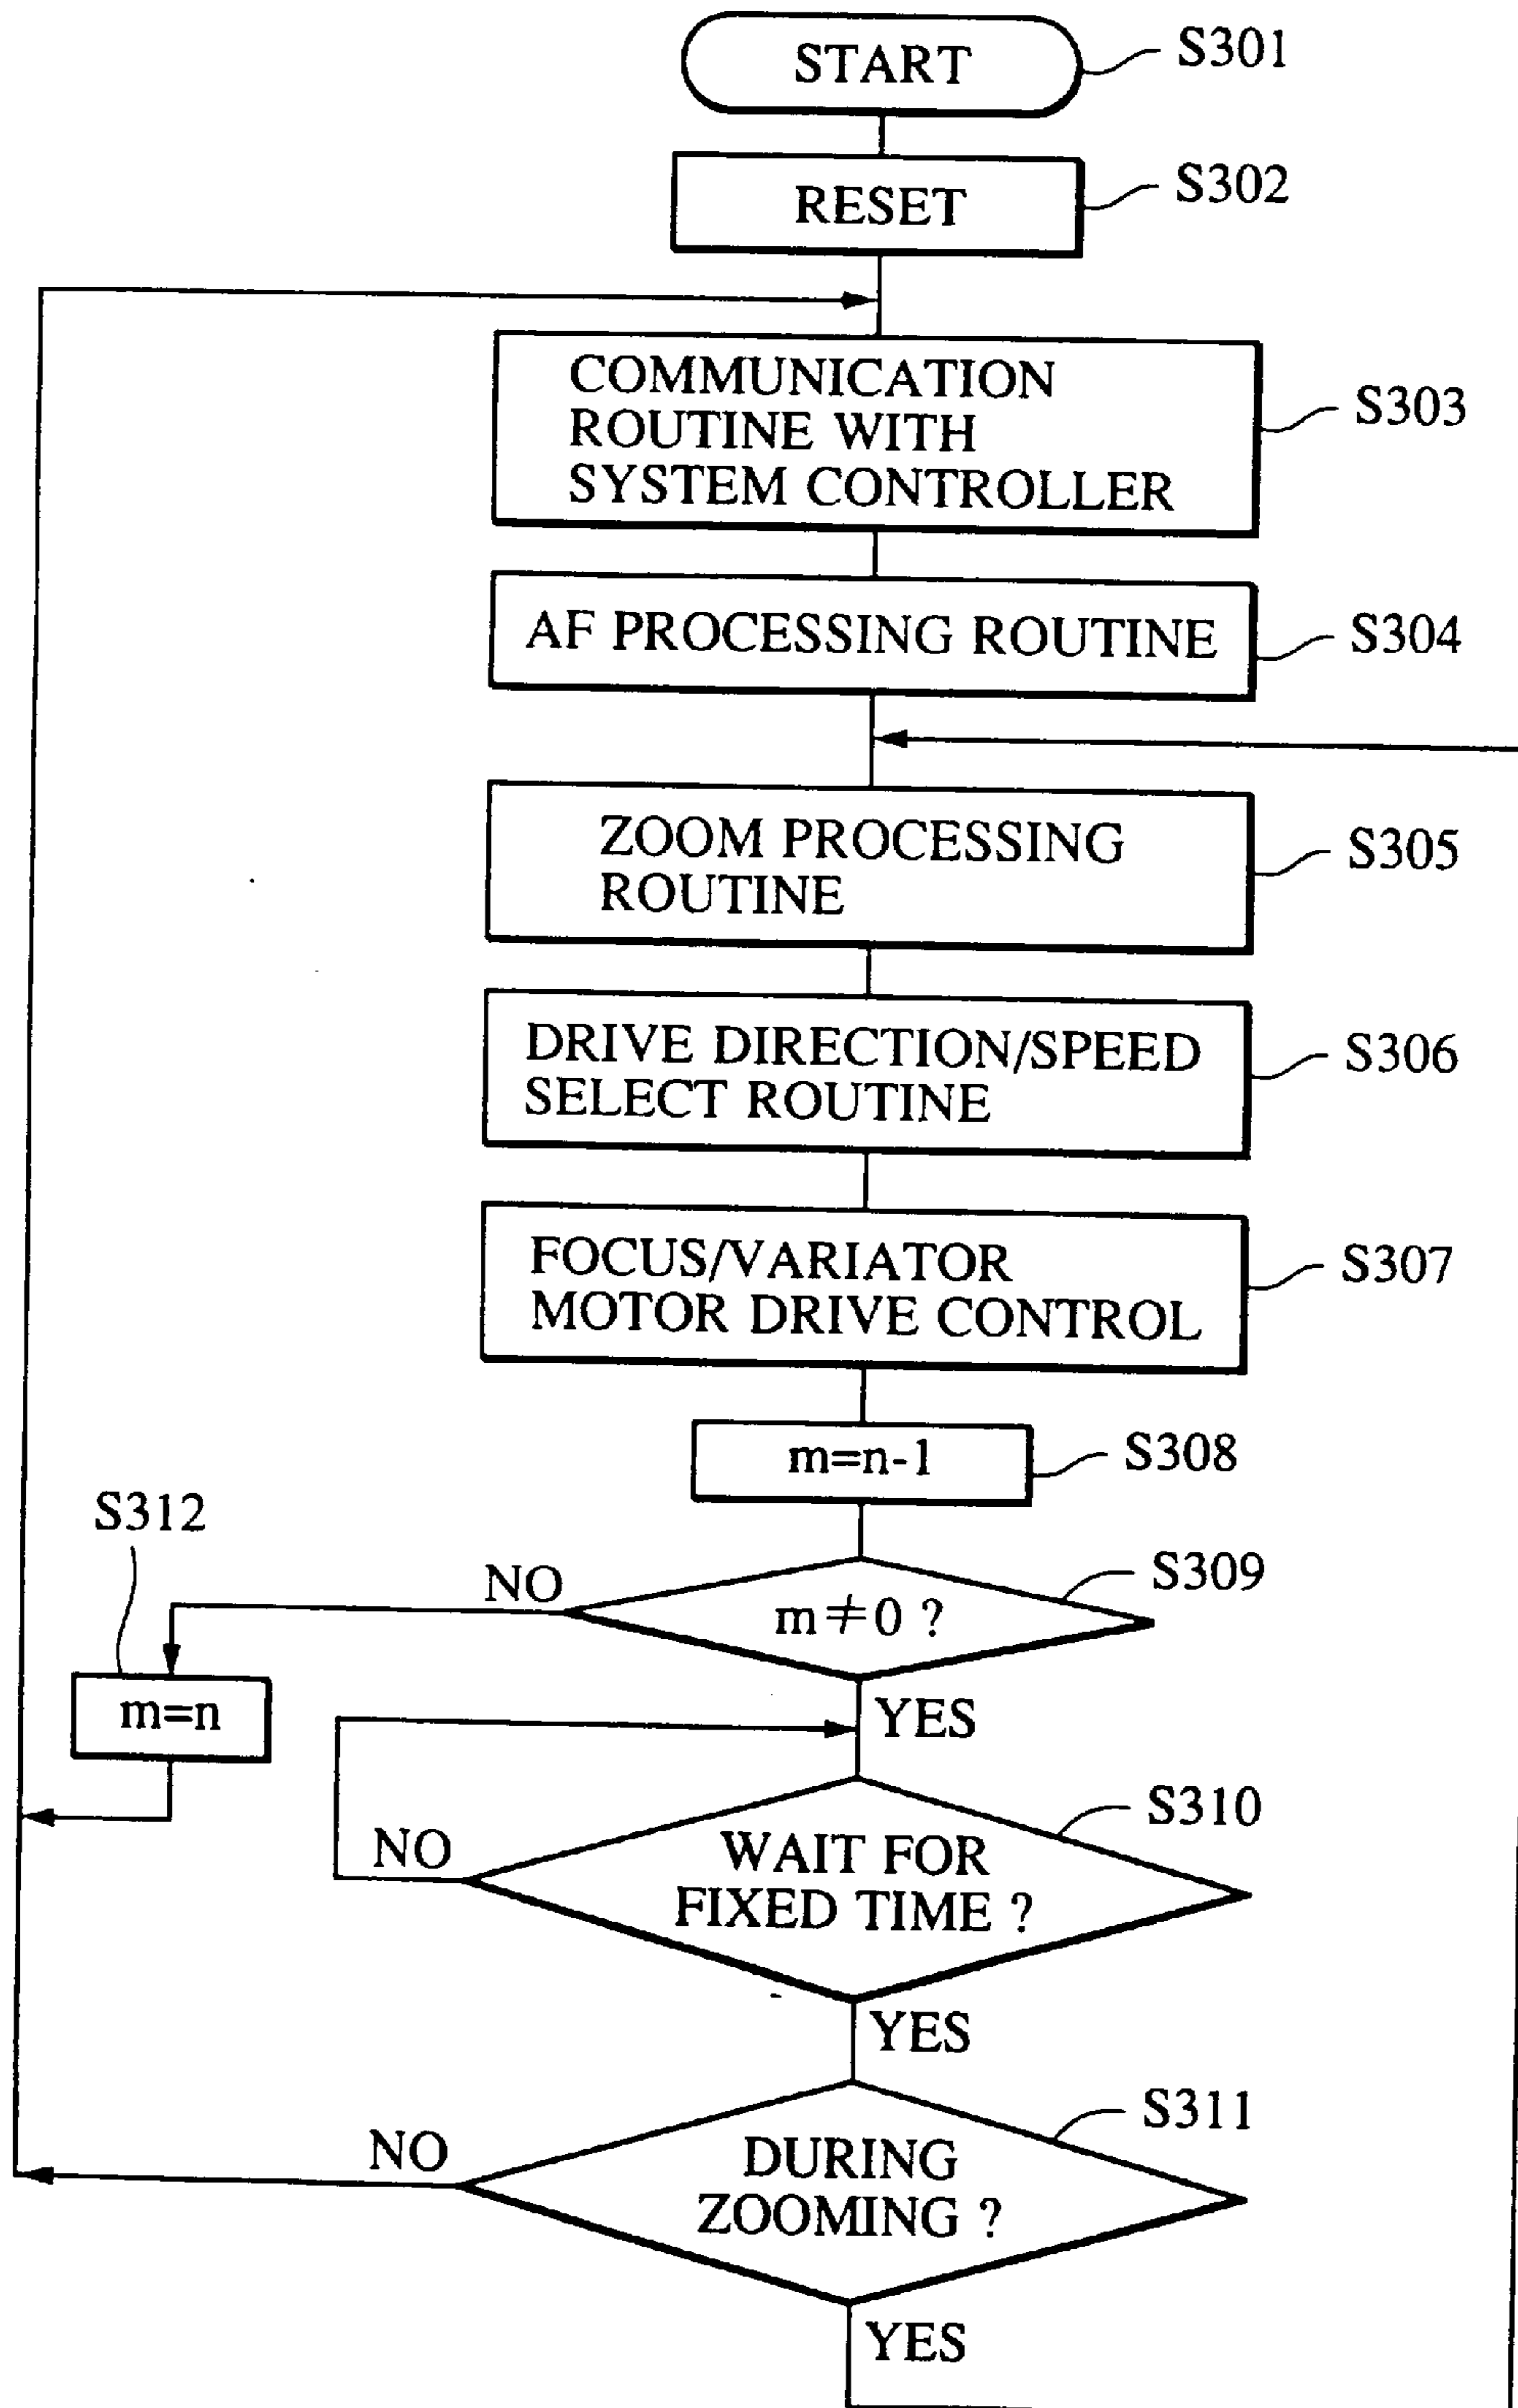 START
S301
RESET
S302
COMMUNICATION
ROUTINE WITH
SYSTEM CONTROLLER
S303
AF PROCESSING ROUTINE
S304
ZOOM PROCESSING
ROUTINE
S305
DRIVE DIRECTION/SPEED
SELECT ROUTINE
S306
FOCUS/VARIATOR
MOTOR DRIVE CONTROL
S307
m=n-1
S308
S312
NO
m≠0 ?
S309
m=n
YES
NO
WAIT FOR
FIXED TIME ?
S310
YES
NO
DURING
ZOOMING ?
S311
YES